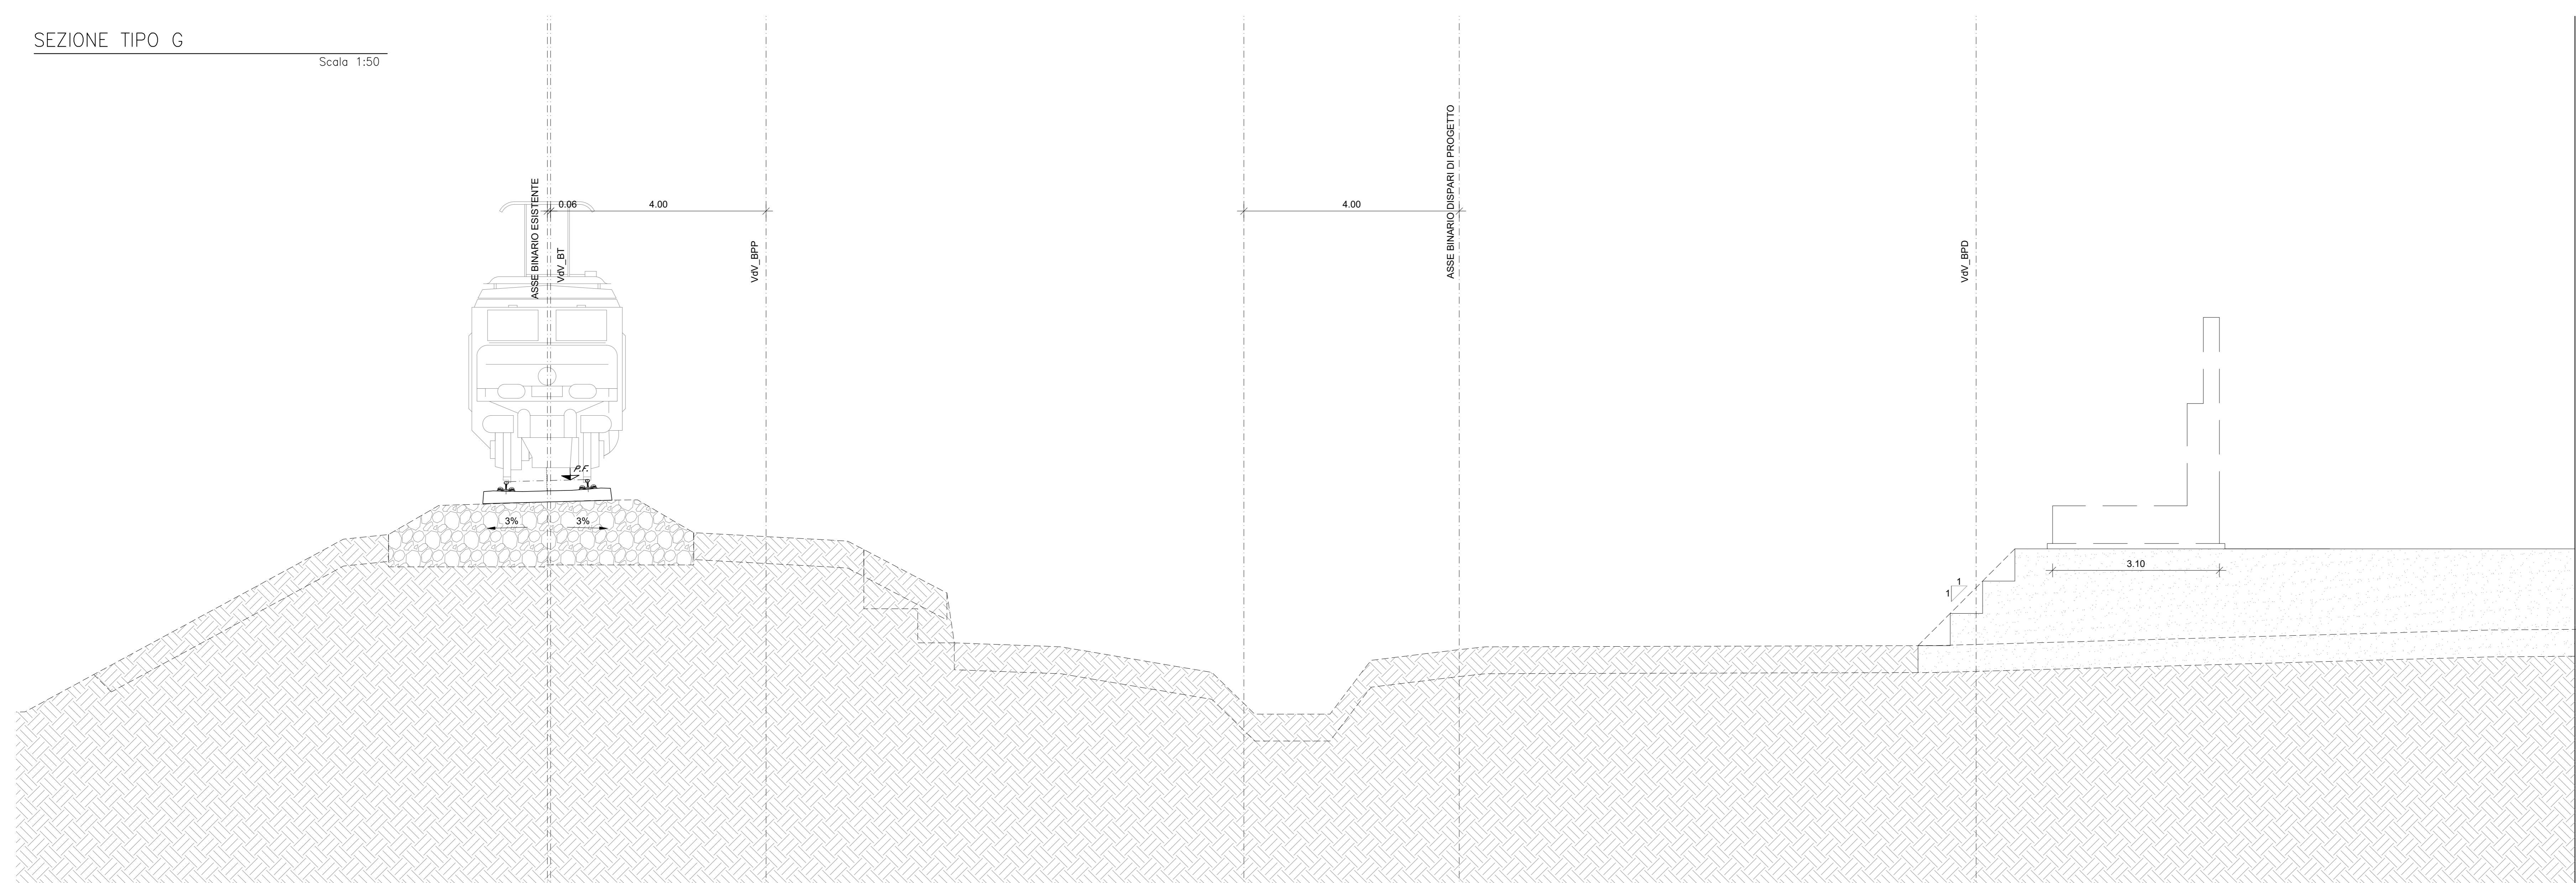 SEZIONE TIPO G
Scala 1:50
ASSE BINARIO ESISTENTE
VdV_BT
0.06
4.00
VdV_BPP
4.00
ASSE BINARIO DISPARI DI PROGETTO
VdV_BPD
P.F.
3%
3%
1
1
3.10